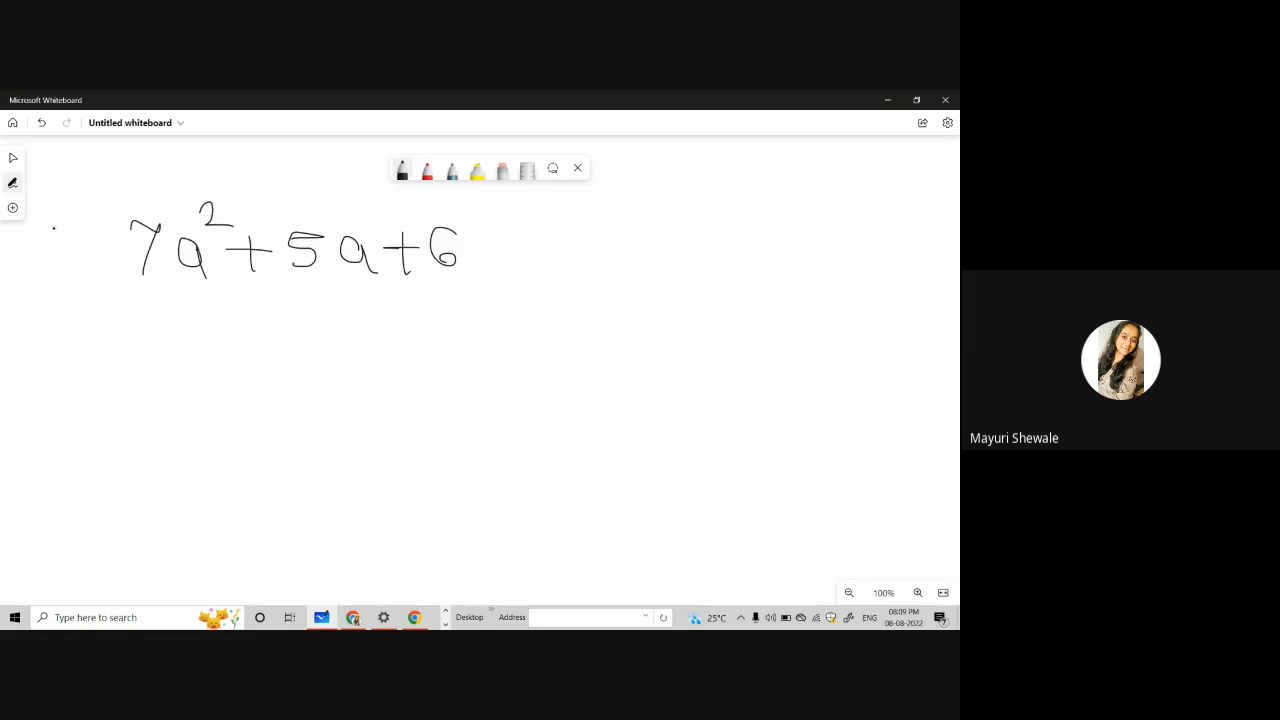 Microsoft Whiteboard
Untitled whiteboard
7a²+5a+6
Mayuri Shewale
100%
Type here to search
Desktop
Address
25°C
ENG
08:09 PM
08-08-2022